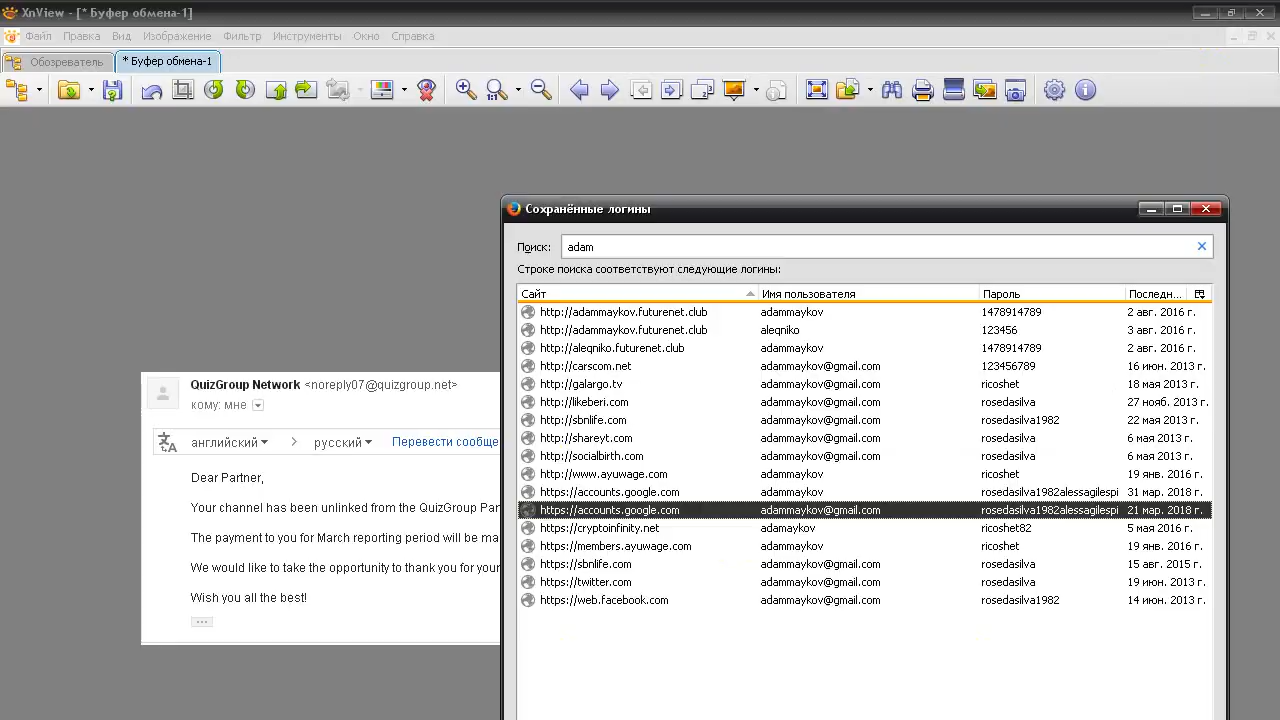 XnView - [* Буфер обмена-1]
Файл Правка Вид Изображение Фильтр Инструменты Окно Справка
Обозреватель * Буфер обмена-1
Сохранённые логины
Поиск: adam
Строке поиска соответствуют следующие логины:
Сайт Имя пользователя Пароль Последн...
http://adammaykov.futurenet.club adammaykov 1478914789 2 авг. 2016 г.
http://adammaykov.futurenet.club aleqniko 123456 3 авг. 2016 г.
http://aleqniko.futurenet.club adammaykov 1478914789 2 авг. 2016 г.
http://carscom.net adammaykov@gmail.com 123456789 16 июн. 2013 г.
http://galargo.tv adammaykov@gmail.com ricoshet 18 мая 2013 г.
http://likeberi.com adammaykov@gmail.com rosedasilva 27 нояб. 2013 г.
http://sbnlife.com adammaykov@gmail.com rosedasilva1982 22 мая 2013 г.
http://shareyt.com adammaykov@gmail.com rosedasilva 6 мая 2013 г.
http://socialbirth.com adammaykov@gmail.com rosedasilva 6 мая 2013 г.
http://www.ayuwage.com adammaykov ricoshet 19 янв. 2016 г.
https://accounts.google.com adammaykov rosedasilva1982alessagilespi 31 мар. 2018 г.
https://accounts.google.com adammaykov@gmail.com rosedasilva1982alessagilespi 21 мар. 2018 г.
https://cryptoinfinity.net adamaykov ricoshet82 5 мая 2016 г.
https://members.ayuwage.com adammaykov ricoshet 19 янв. 2016 г.
https://sbnlife.com adammaykov@gmail.com rosedasilva 15 авг. 2015 г.
https://twitter.com adammaykov@gmail.com rosedasilva 19 июн. 2013 г.
https://web.facebook.com adammaykov@gmail.com rosedasilva1982 14 июн. 2013 г.
QuizGroup Network <noreply07@quizgroup.net>
кому: мне
английский русский Перевести сообще
Dear Partner,
Your channel has been unlinked from the QuizGroup Par
The payment to you for March reporting period will be ma
We would like to take the opportunity to thank you for your
Wish you all the best!